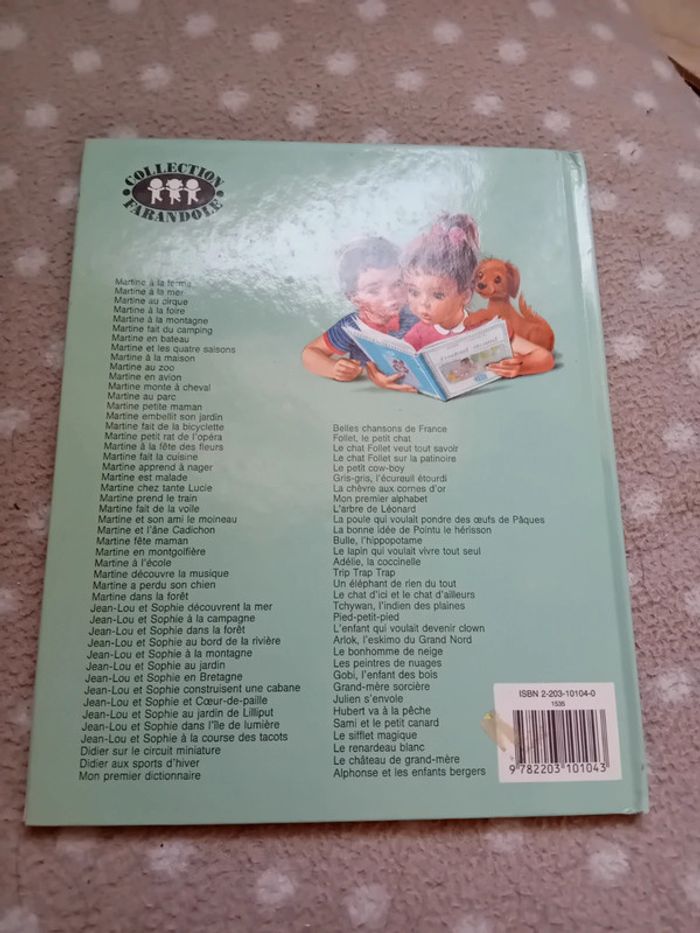 COLLECTION
FARANDOLE
Martine à la ferme
Martine à la mer
Martine au cirque
Martine à la foire
Martine à la montagne
Martine fait du camping
Martine en bateau
Martine et les quatre saisons
Martine à la maison
Martine au zoo
Martine en avion
Martine monte à cheval
Martine au parc
Martine petite maman
Martine embellit son jardin
Martine fait de la bicyclette
Martine petit rat de l'opéra
Martine à la fête des fleurs
Martine fait la cuisine
Martine apprend à nager
Martine est malade
Martine chez tante Lucie
Martine prend le train
Martine fait de la voile
Martine et son ami le moineau
Martine et l'âne Cadichon
Martine fête maman
Martine en montgolfière
Martine à l'école
Martine découvre la musique
Martine a perdu son chien
Martine dans la forêt
Jean-Lou et Sophie découvrent la mer
Jean-Lou et Sophie à la campagne
Jean-Lou et Sophie dans la forêt
Jean-Lou et Sophie au bord de la rivière
Jean-Lou et Sophie à la montagne
Jean-Lou et Sophie au jardin
Jean-Lou et Sophie en Bretagne
Jean-Lou et Sophie construisent une cabane
Jean-Lou et Sophie et Cœur-de-paille
Jean-Lou et Sophie au jardin de Lilliput
Jean-Lou et Sophie dans l'île de lumière
Jean-Lou et Sophie à la course des tacots
Didier sur le circuit miniature
Didier aux sports d'hiver
Mon premier dictionnaire
Belles chansons de France
Follet, le petit chat
Le chat Follet veut tout savoir
Le chat Follet sur la patinoire
Le petit cow-boy
Gris-gris, l'écureuil étourdi
La chèvre aux cornes d'or
Mon premier alphabet
L'arbre de Léonard
La poule qui voulait pondre des œufs de Pâques
La bonne idée de Pointu le hérisson
Bulle, l'hippopotame
Le lapin qui voulait vivre tout seul
Adélie, la coccinelle
Trip Trap Trap
Un éléphant de rien du tout
Le chat d'ici et le chat d'ailleurs
Tchywan, l'indien des plaines
Pied-petit-pied
L'enfant qui voulait devenir clown
Arlok, l'eskimo du Grand Nord
Le bonhomme de neige
Les peintres de nuages
Gobi, l'enfant des bois
Grand-mère sorcière
Julien s'envole
Hubert va à la pêche
Sami et le petit canard
Le sifflet magique
Le renardeau blanc
Le château de grand-mère
Alphonse et les enfants bergers
ISBN 2-203-10104-0
1535
9 782203 101043